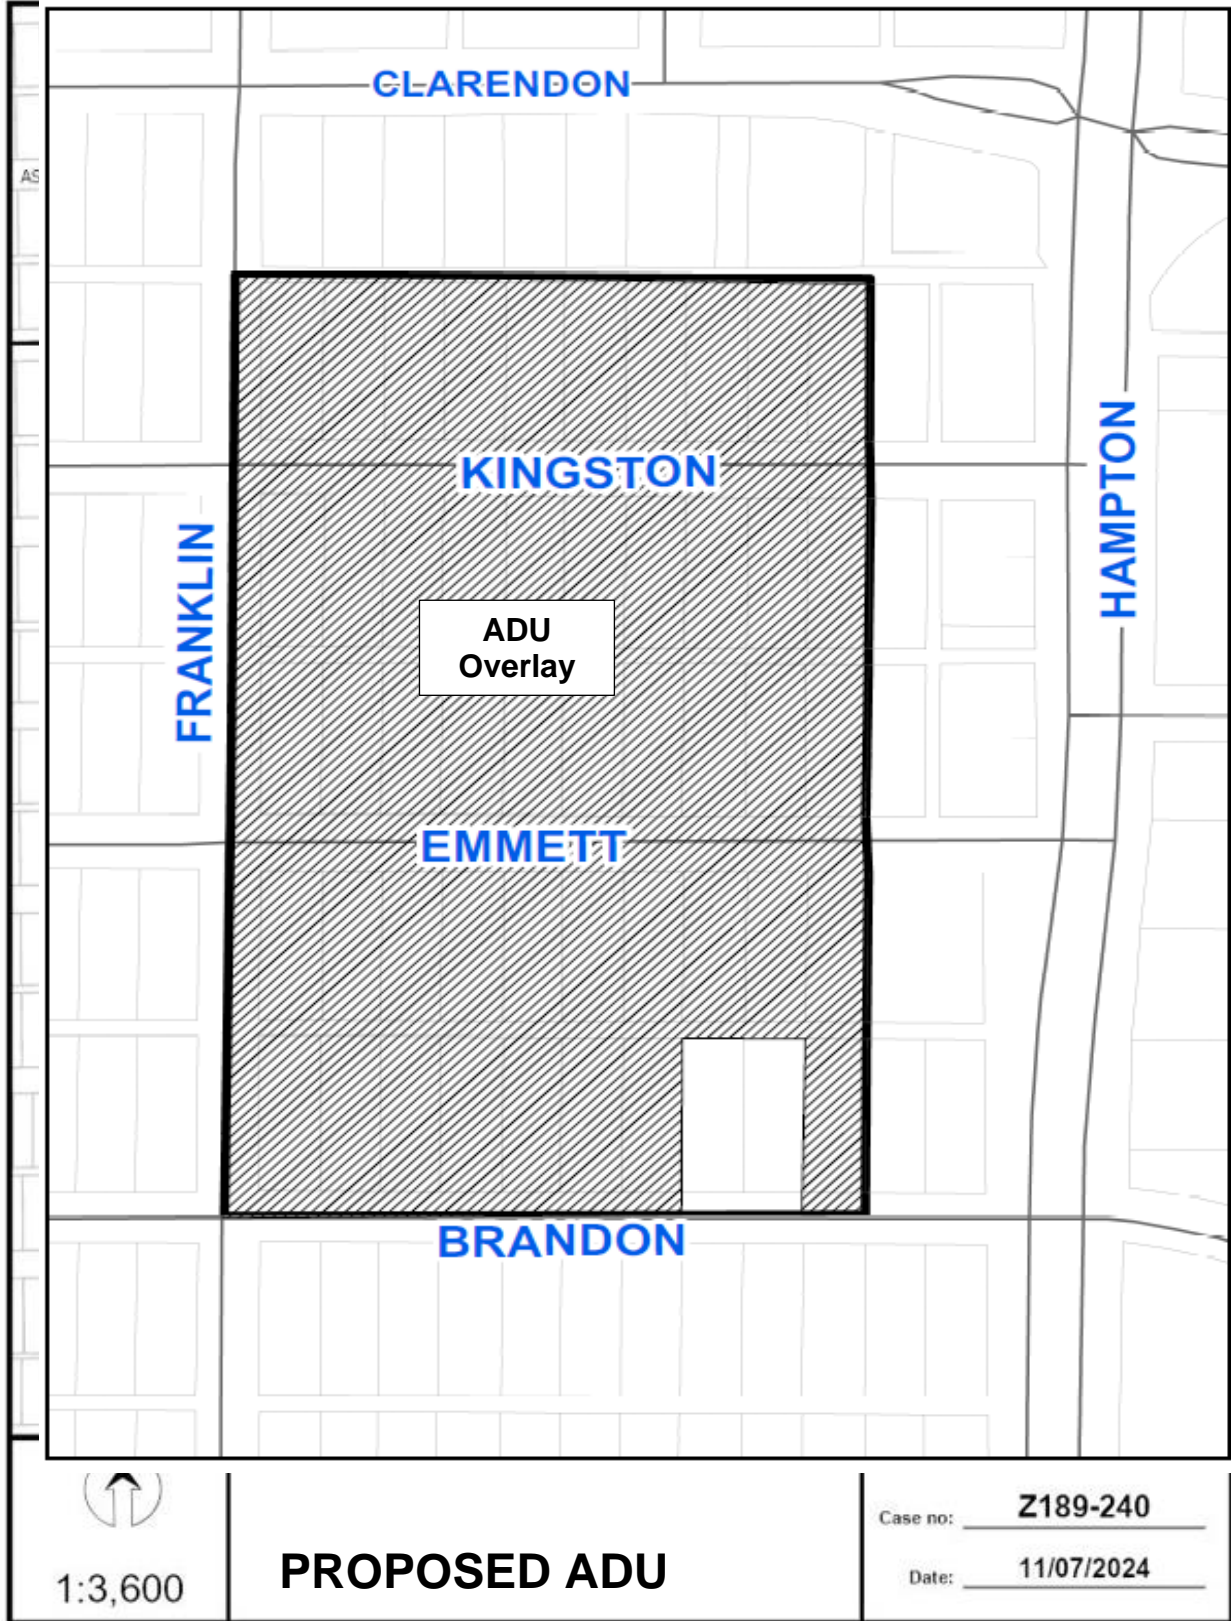 CLARENDON
AS
KINGSTON
HAMPTON
FRANKLIN
ADU
Overlay
EMMETT
BRANDON
1:3,600
PROPOSED ADU
Case no: Z189-240
Date: 11/07/2024